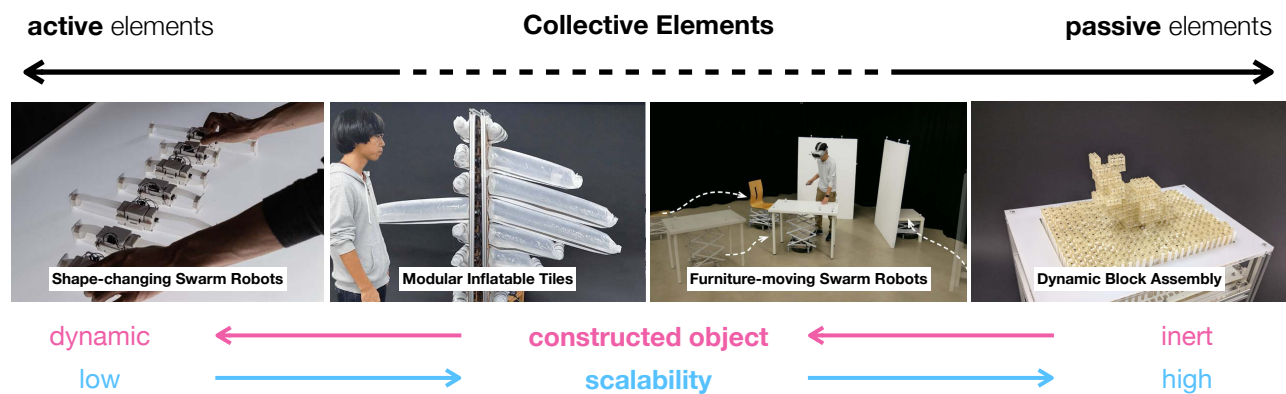 active elements
Collective Elements
passive elements
Shape-changing Swarm Robots
Modular Inflatable Tiles
Furniture-moving Swarm Robots
Dynamic Block Assembly
dynamic
constructed object
inert
low
scalability
high